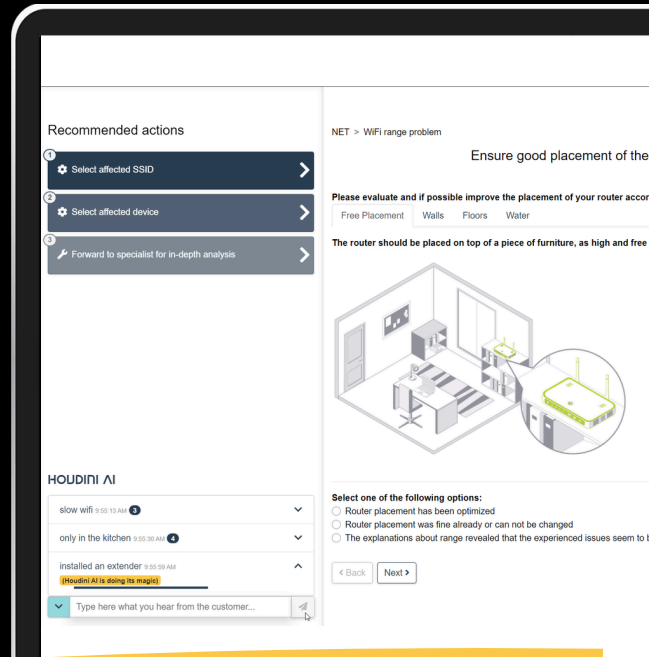 Recommended actions
1
Select affected SSID
2
Select affected device
3
Forward to specialist for in-depth analysis
HOUDINI AI
slow wifi 9:55:13 AM 3
only in the kitchen 9:55:30 AM 4
installed an extender 9:55:59 AM
(Houdini AI is doing its magic)
Type here what you hear from the customer...
NET > WiFi range problem
Ensure good placement of the
Please evaluate and if possible improve the placement of your router accor
Free Placement Walls Floors Water
The router should be placed on top of a piece of furniture, as high and free
Select one of the following options:
Router placement has been optimized
Router placement was fine already or can not be changed
The explanations about range revealed that the experienced issues seem to b
< Back Next >